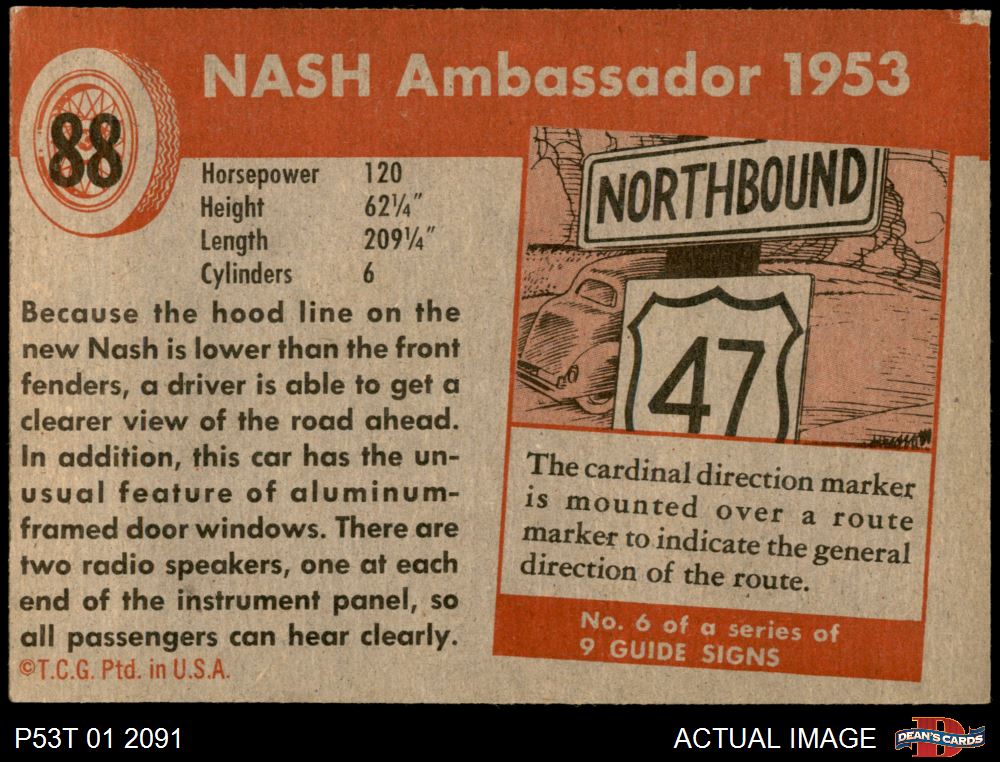 88
NASH Ambassador 1953
Horsepower 120
Height 62¼"
Length 209¼"
Cylinders 6
Because the hood line on the
new Nash is lower than the front
fenders, a driver is able to get a
clearer view of the road ahead.
In addition, this car has the un-
usual feature of aluminum-
framed door windows. There are
two radio speakers, one at each
end of the instrument panel, so
all passengers can hear clearly.
©T.C.G. Ptd. in U.S.A.
NORTHBOUND
47
The cardinal direction marker
is mounted over a route
marker to indicate the general
direction of the route.
No. 6 of a series of
9 GUIDE SIGNS
P53T 01 2091
ACTUAL IMAGE
DEAN'S CARDS